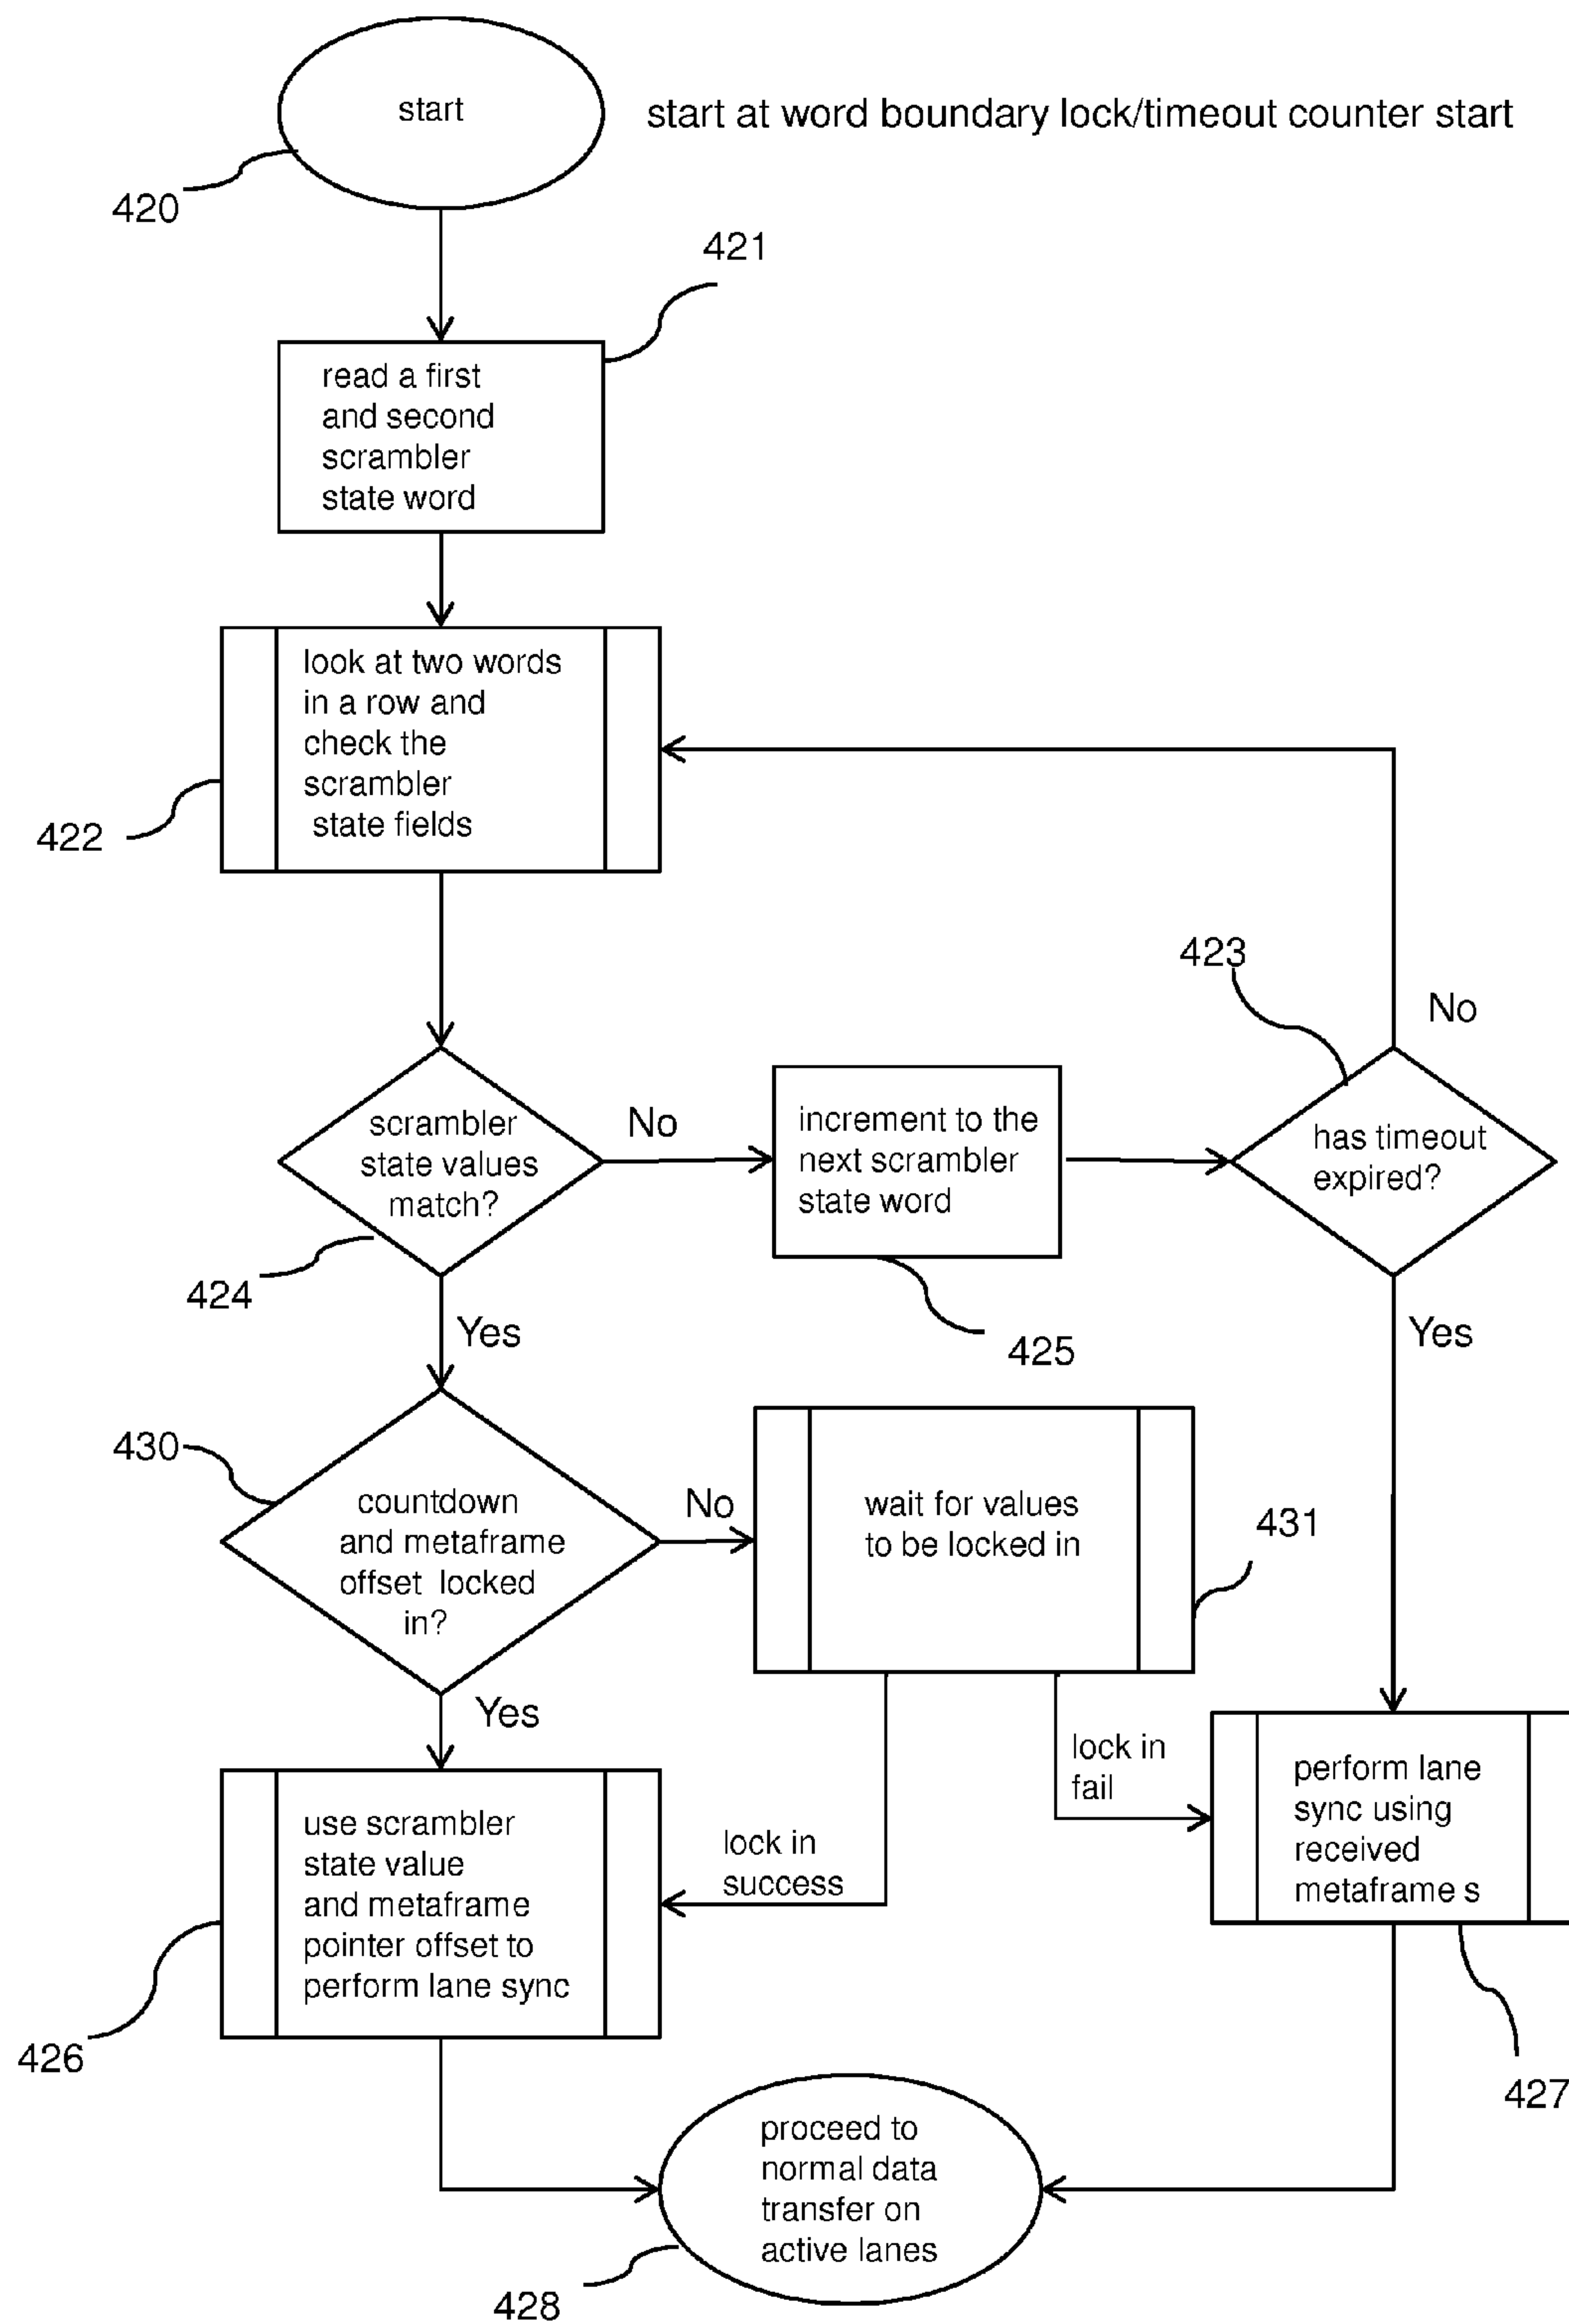 start
start at word boundary lock/timeout counter start
420
421
read a first
and second
scrambler
state word
look at two words
in a row and
check the
scrambler
state fields
422
423
No
scrambler
state values
match?
No
increment to the
next scrambler
state word
has timeout
expired?
424
Yes
425
Yes
430
countdown
and metaframe
offset locked
in?
No
wait for values
to be locked in
431
Yes
lock in
fail
perform lane
sync using
received
metaframe s
use scrambler
state value
and metaframe
pointer offset to
perform lane sync
lock in
success
426
427
proceed to
normal data
transfer on
active lanes
428